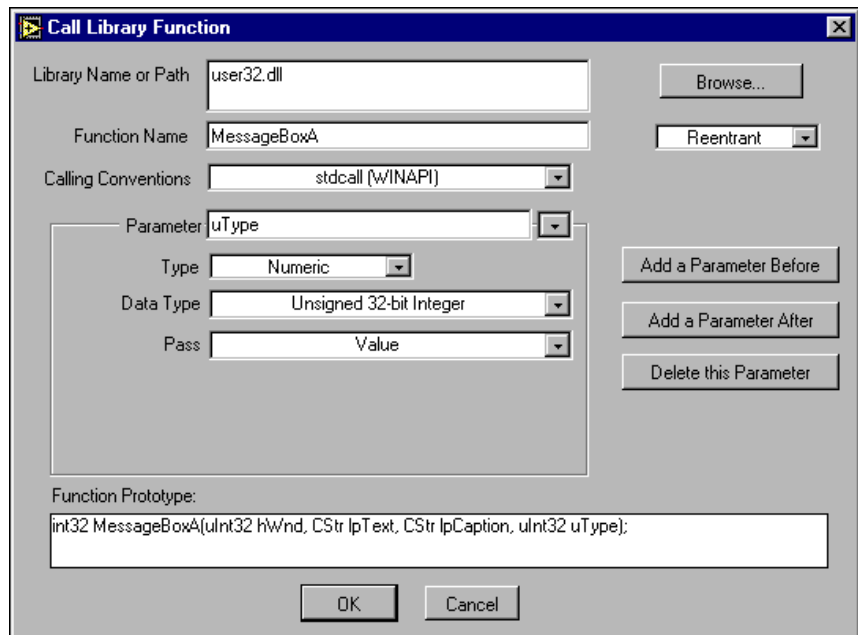 Call Library Function
Library Name or Path user32.dll Browse...
Function Name MessageBoxA Reentrant
Calling Conventions stdcall (WINAPI)
Parameter uType
Type Numeric Add a Parameter Before
Data Type Unsigned 32-bit Integer Add a Parameter After
Pass Value Delete this Parameter
Function Prototype:
int32 MessageBoxA(uInt32 hWnd, CStr lpText, CStr lpCaption, uInt32 uType);
OK Cancel